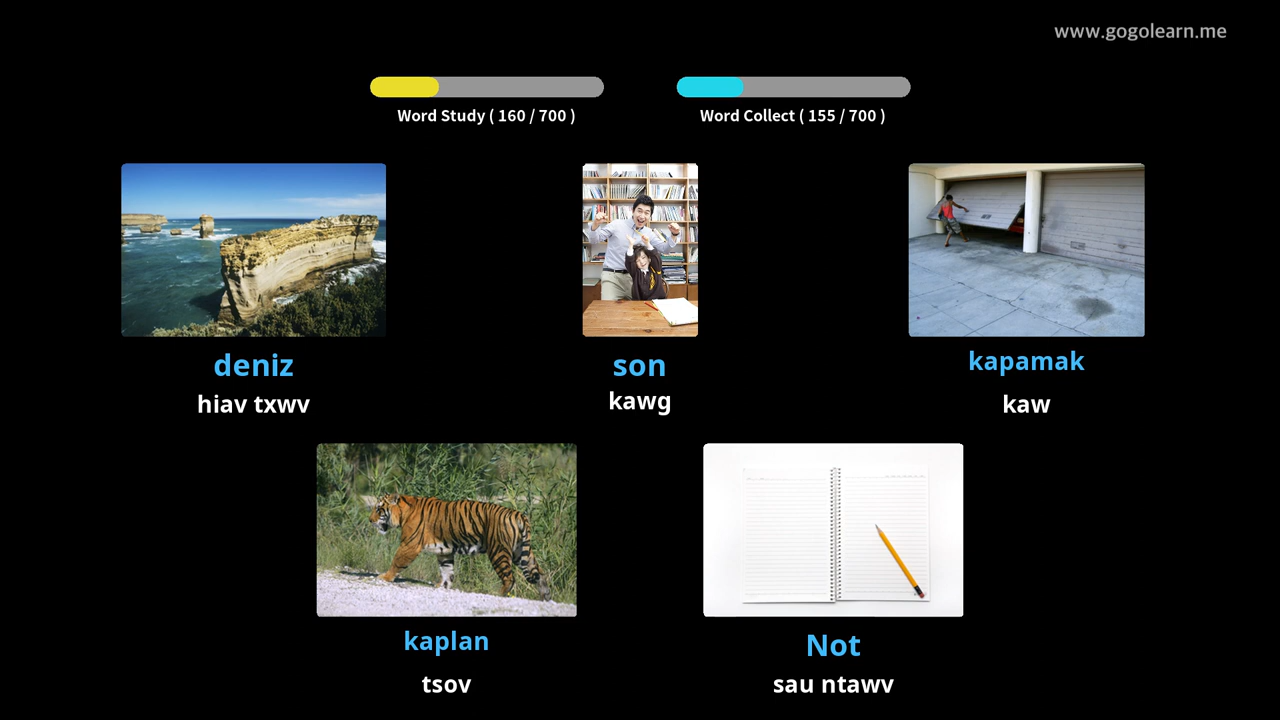 www.gogolearn.me
Word Study ( 160 / 700 )
Word Collect ( 155 / 700 )
deniz
hiav txwv
son
kawg
kapamak
kaw
kaplan
tsov
Not
sau ntawv